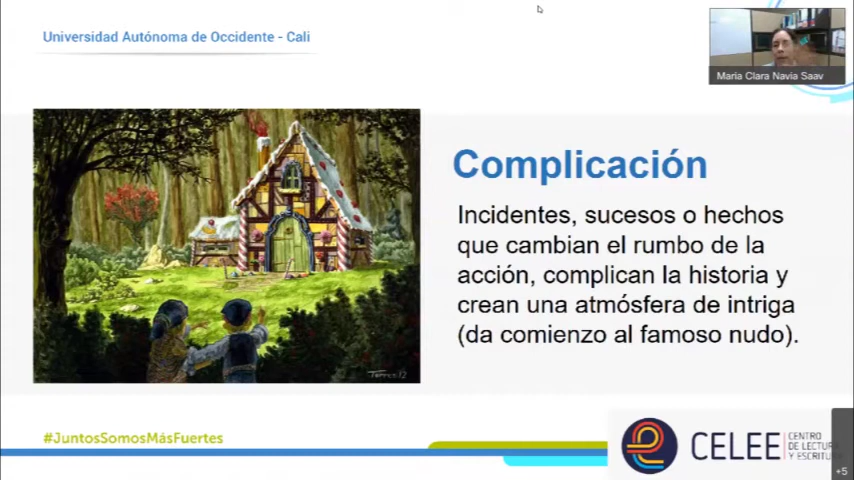 Universidad Autónoma de Occidente - Cali
Maria Clara Navia Saav
Complicación
Incidentes, sucesos o hechos
que cambian el rumbo de la
acción, complican la historia y
crean una atmósfera de intriga
(da comienzo al famoso nudo).
#JuntosSomosMásFuertes
CELEE
CENTRO
DE LECTURA
Y ESCRITURA
+5